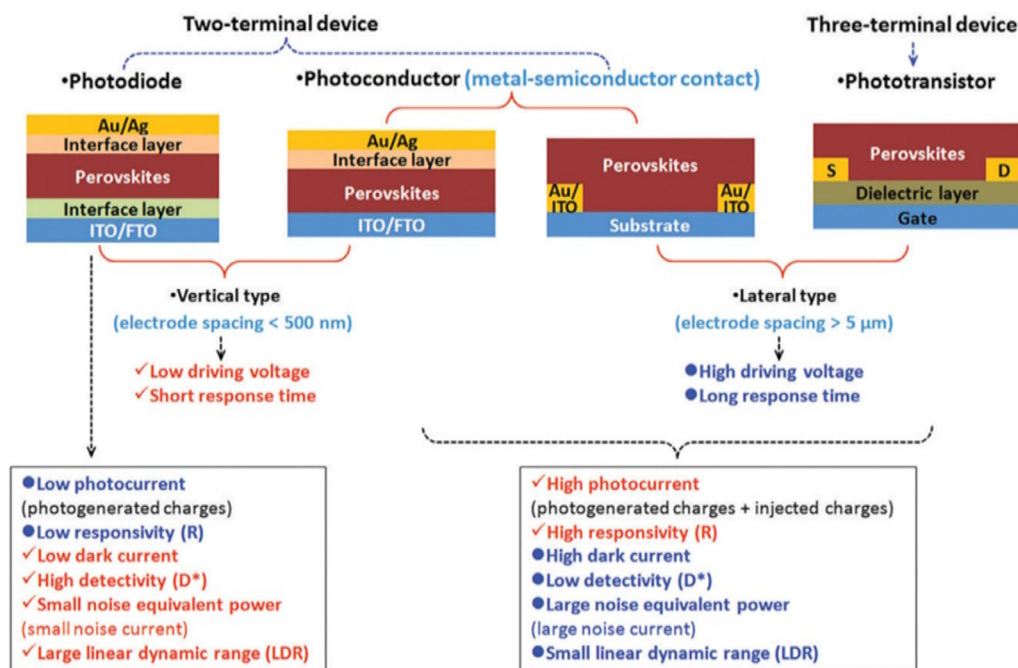 Two-terminal device
Three-terminal device
•Photodiode
•Photoconductor (metal-semiconductor contact)
•Phototransistor
Au/Ag
Interface layer
Perovskites
Interface layer
ITO/FTO
Au/Ag
Interface layer
Perovskites
ITO/FTO
Perovskites
Au/
ITO
Au/
ITO
Substrate
Perovskites
S
D
Dielectric layer
Gate
•Vertical type
(electrode spacing < 500 nm)
✓Low driving voltage
✓Short response time
•Lateral type
(electrode spacing > 5 μm)
●High driving voltage
●Long response time
●Low photocurrent
(photogenerated charges)
●Low responsivity (R)
✓Low dark current
✓High detectivity (D*)
✓Small noise equivalent power
(small noise current)
✓Large linear dynamic range (LDR)
✓High photocurrent
(photogenerated charges + injected charges)
✓High responsivity (R)
●High dark current
●Low detectivity (D*)
●Large noise equivalent power
(large noise current)
●Small linear dynamic range (LDR)